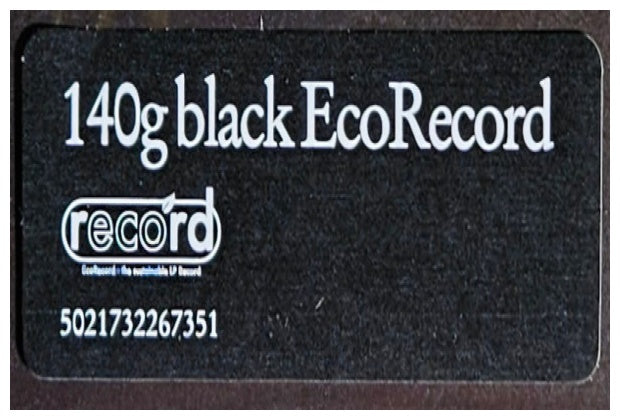 140g black EcoRecord
record
EcoRecord - the sustainable LP Record
5021732267351